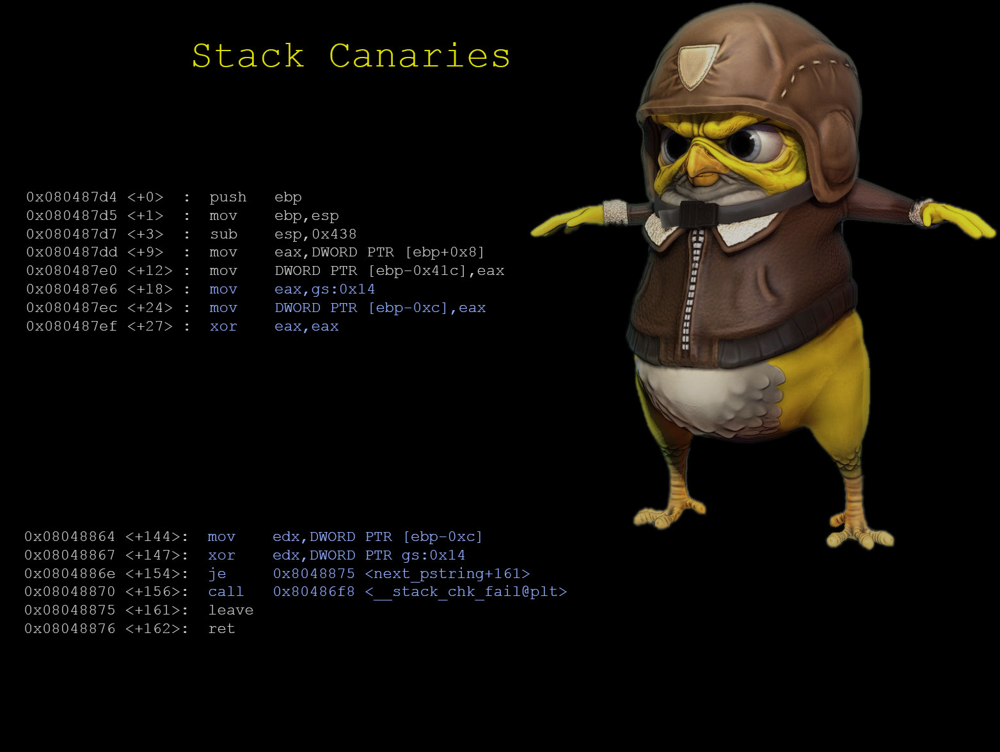 Stack Canaries
0x080487d4 <+0>  :  push   ebp
0x080487d5 <+1>  :  mov    ebp,esp
0x080487d7 <+3>  :  sub    esp,0x438
0x080487dd <+9>  :  mov    eax,DWORD PTR [ebp+0x8]
0x080487e0 <+12> :  mov    DWORD PTR [ebp-0x41c],eax
0x080487e6 <+18> :  mov    eax,gs:0x14
0x080487ec <+24> :  mov    DWORD PTR [ebp-0xc],eax
0x080487ef <+27> :  xor    eax,eax
0x08048864 <+144>:  mov    edx,DWORD PTR [ebp-0xc]
0x08048867 <+147>:  xor    edx,DWORD PTR gs:0x14
0x0804886e <+154>:  je     0x8048875 <next_pstring+161>
0x08048870 <+156>:  call   0x80486f8 <__stack_chk_fail@plt>
0x08048875 <+161>:  leave
0x08048876 <+162>:  ret